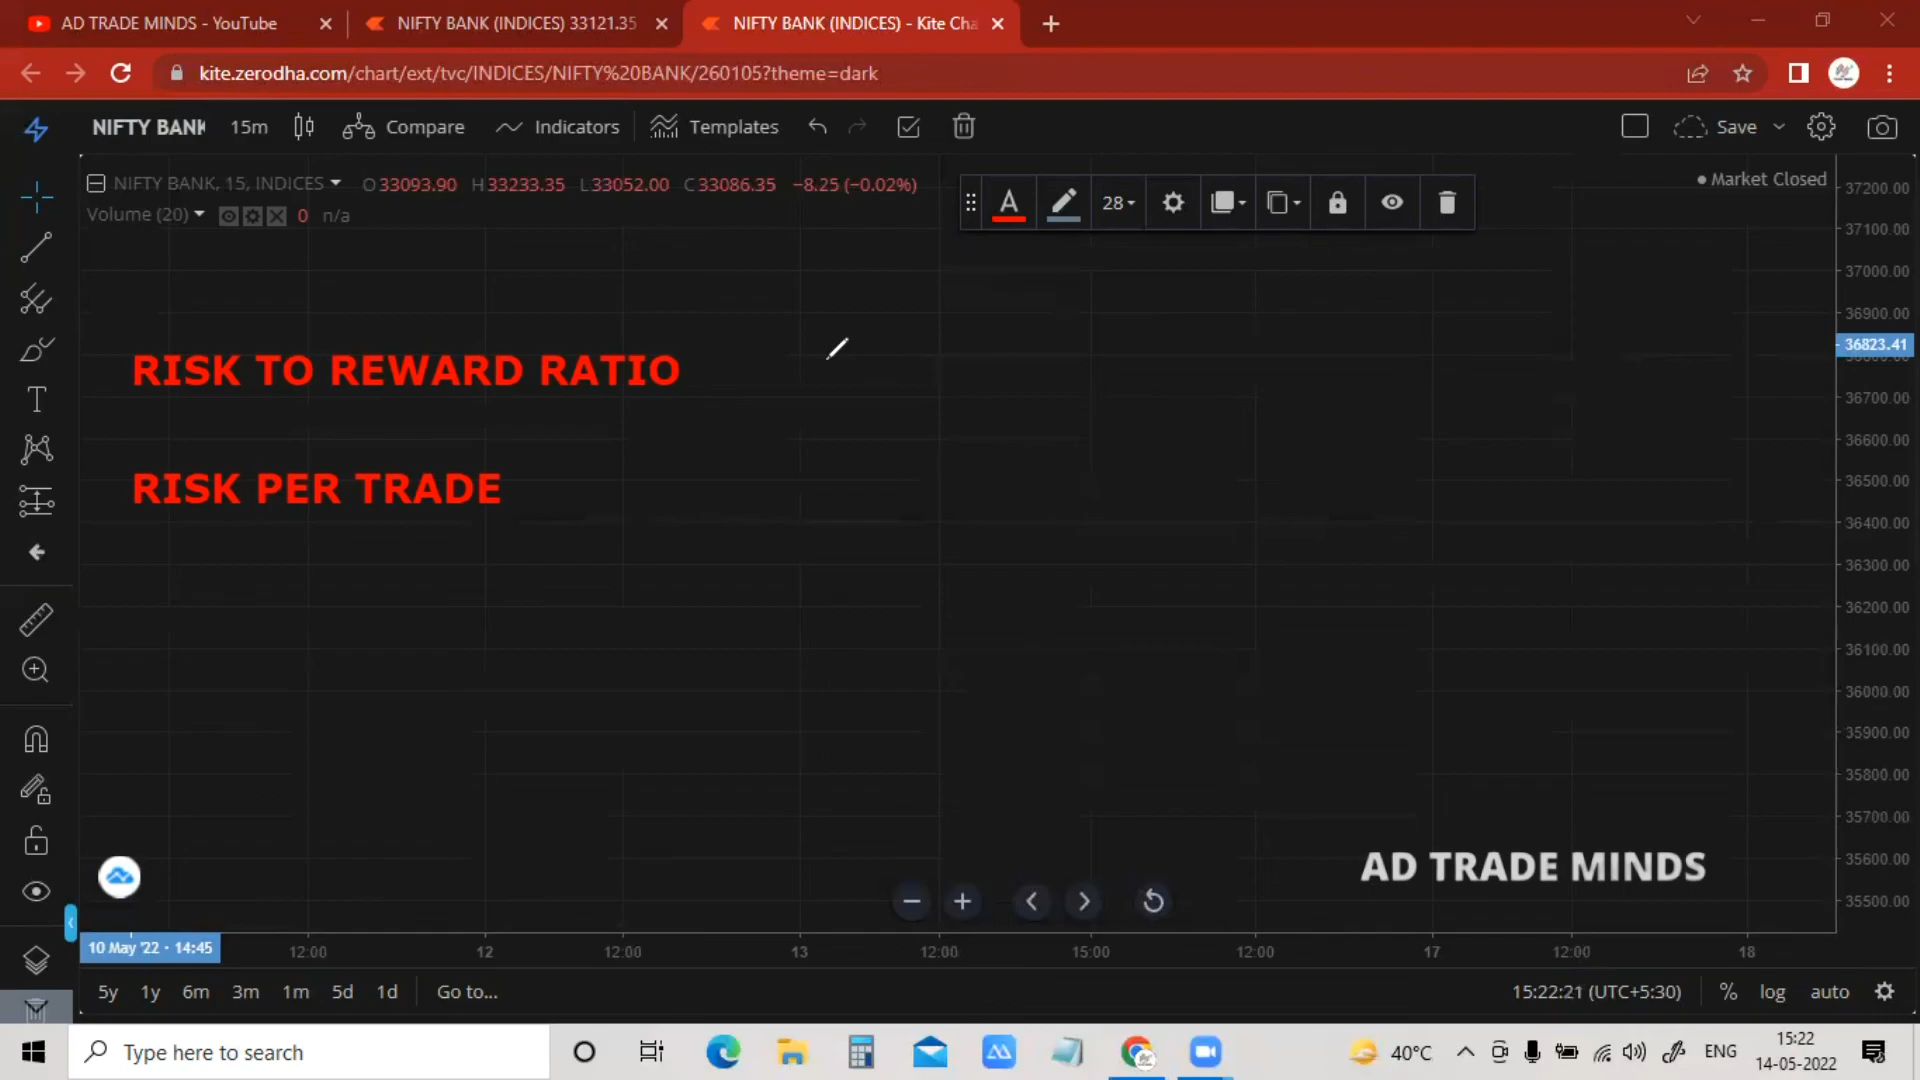 AD TRADE MINDS - YouTube
NIFTY BANK (INDICES) 33121.35
NIFTY BANK (INDICES) - Kite Cha
kite.zerodha.com/chart/ext/tvc/INDICES/NIFTY%20BANK/260105?theme=dark
NIFTY BANK 15m Compare Indicators Templates Save
NIFTY BANK, 15, INDICES O33093.90 H33233.35 L33052.00 C33086.35 −8.25 (−0.02%)
Volume (20) 0 n/a
A 28
Market Closed
37200.00
37100.00
37000.00
36900.00
36823.41
36700.00
36600.00
36500.00
36400.00
36300.00
36200.00
36100.00
36000.00
35900.00
35800.00
35700.00
35600.00
35500.00
RISK TO REWARD RATIO
RISK PER TRADE
AD TRADE MINDS
10 May '22 · 14:45 12:00 12 12:00 13 12:00 15:00 12:00 17 12:00 18
5y 1y 6m 3m 1m 5d 1d Go to... 15:22:21 (UTC+5:30) % log auto
Type here to search 40°C ENG 15:22
14-05-2022